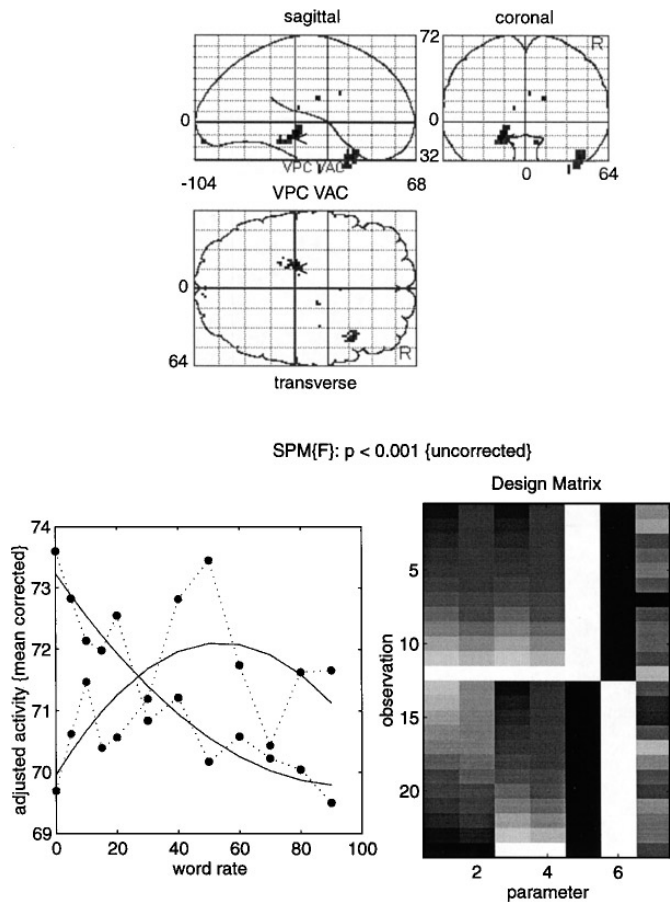 sagittal coronal
72
R
0 0
32
VPC VAC
-104 68 0 64
VPC VAC
0
64
R
transverse
SPM{F}: p < 0.001 {uncorrected}
Design Matrix
74
73
72
71
70
69
adjusted activity {mean corrected}
0 20 40 60 80 100
word rate
5
10
15
20
observation
2 4 6
parameter